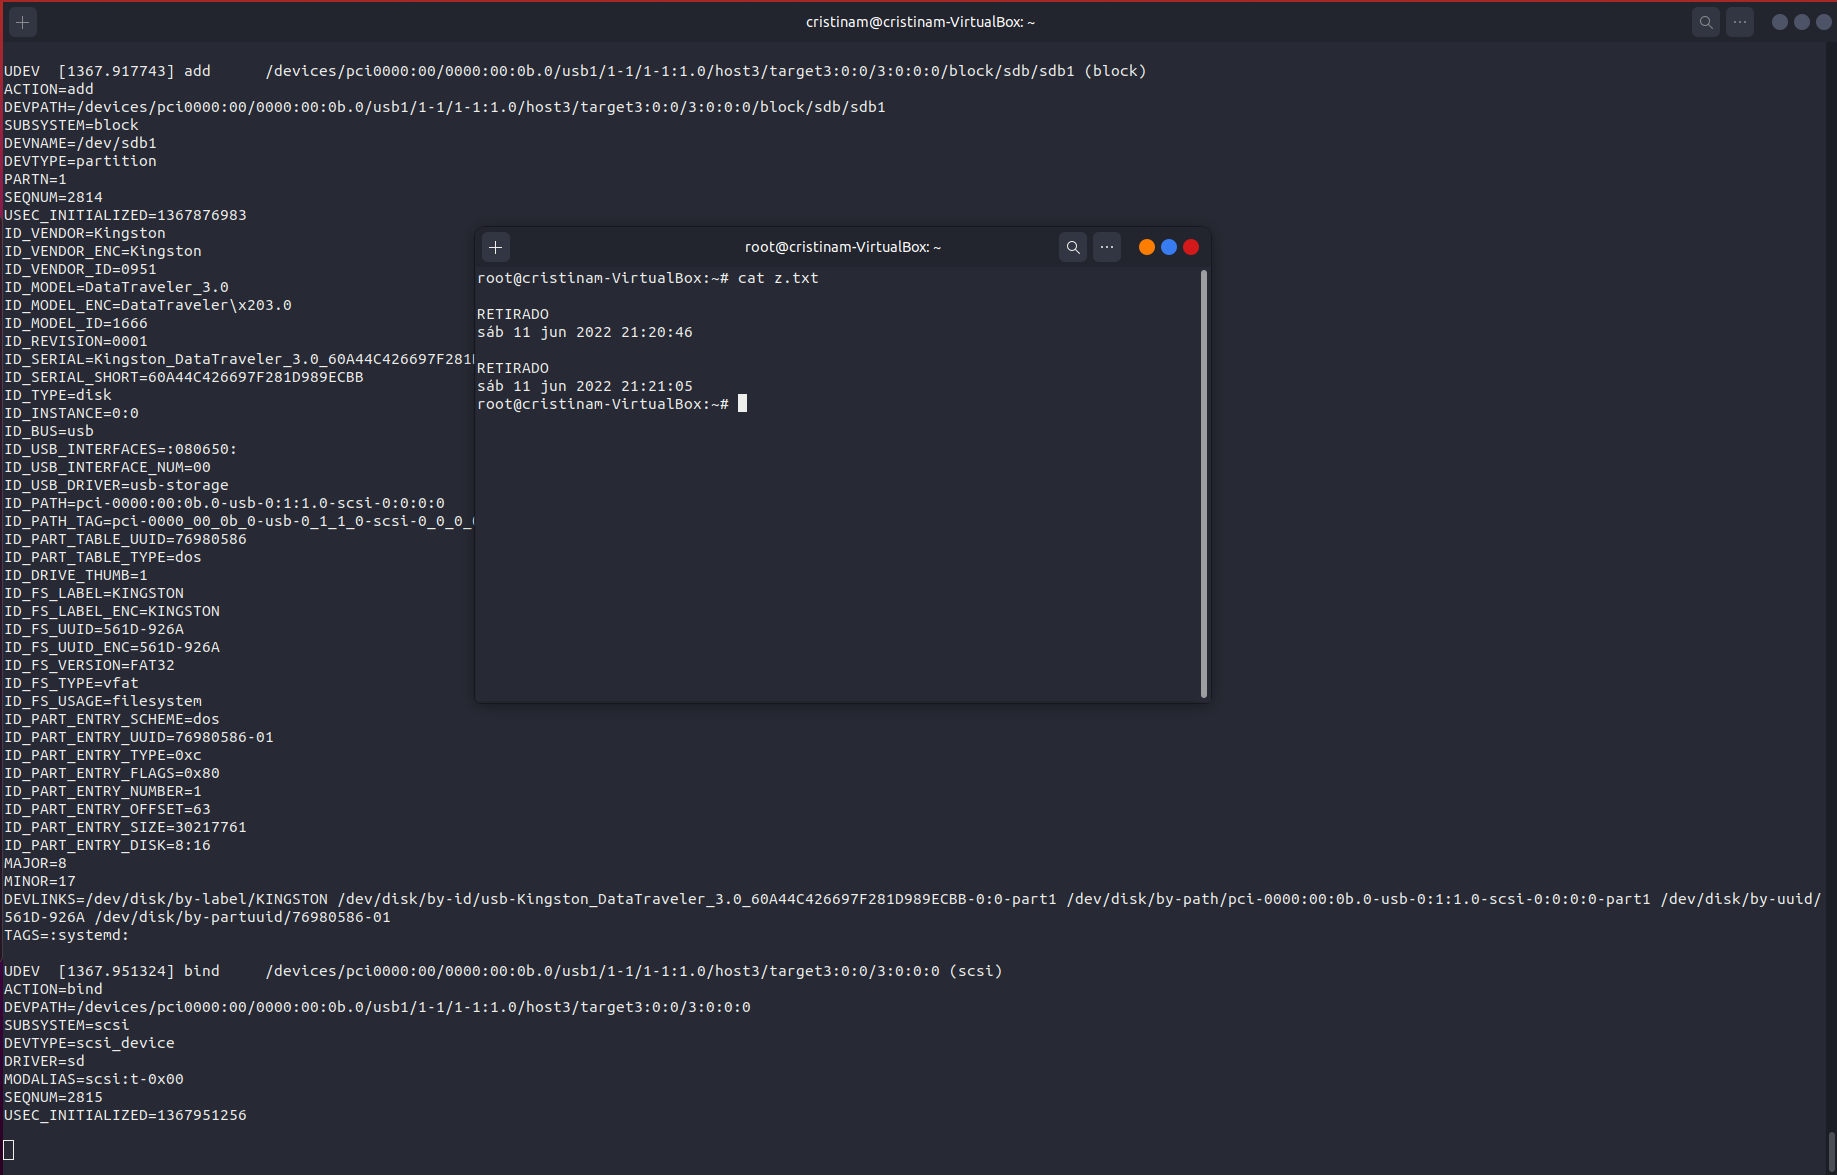 cristinam@cristinam-VirtualBox: ~
UDEV  [1367.917743] add      /devices/pci0000:00/0000:00:0b.0/usb1/1-1/1-1:1.0/host3/target3:0:0/3:0:0:0/block/sdb/sdb1 (block)
ACTION=add
DEVPATH=/devices/pci0000:00/0000:00:0b.0/usb1/1-1/1-1:1.0/host3/target3:0:0/3:0:0:0/block/sdb/sdb1
SUBSYSTEM=block
DEVNAME=/dev/sdb1
DEVTYPE=partition
PARTN=1
SEQNUM=2814
USEC_INITIALIZED=1367876983
ID_VENDOR=Kingston
ID_VENDOR_ENC=Kingston
ID_VENDOR_ID=0951
ID_MODEL=DataTraveler_3.0
ID_MODEL_ENC=DataTraveler\x203.0
ID_MODEL_ID=1666
ID_REVISION=0001
ID_SERIAL=Kingston_DataTraveler_3.0_60A44C426697F281
ID_SERIAL_SHORT=60A44C426697F281D989ECBB
ID_TYPE=disk
ID_INSTANCE=0:0
ID_BUS=usb
ID_USB_INTERFACES=:080650:
ID_USB_INTERFACE_NUM=00
ID_USB_DRIVER=usb-storage
ID_PATH=pci-0000:00:0b.0-usb-0:1:1.0-scsi-0:0:0:0
ID_PATH_TAG=pci-0000_00_0b_0-usb-0_1_1_0-scsi-0_0_0_
ID_PART_TABLE_UUID=76980586
ID_PART_TABLE_TYPE=dos
ID_DRIVE_THUMB=1
ID_FS_LABEL=KINGSTON
ID_FS_LABEL_ENC=KINGSTON
ID_FS_UUID=561D-926A
ID_FS_UUID_ENC=561D-926A
ID_FS_VERSION=FAT32
ID_FS_TYPE=vfat
ID_FS_USAGE=filesystem
ID_PART_ENTRY_SCHEME=dos
ID_PART_ENTRY_UUID=76980586-01
ID_PART_ENTRY_TYPE=0xc
ID_PART_ENTRY_FLAGS=0x80
ID_PART_ENTRY_NUMBER=1
ID_PART_ENTRY_OFFSET=63
ID_PART_ENTRY_SIZE=30217761
ID_PART_ENTRY_DISK=8:16
MAJOR=8
MINOR=17
DEVLINKS=/dev/disk/by-label/KINGSTON /dev/disk/by-id/usb-Kingston_DataTraveler_3.0_60A44C426697F281D989ECBB-0:0-part1 /dev/disk/by-path/pci-0000:00:0b.0-usb-0:1:1.0-scsi-0:0:0:0-part1 /dev/disk/by-uuid/
561D-926A /dev/disk/by-partuuid/76980586-01
TAGS=:systemd:
UDEV  [1367.951324] bind     /devices/pci0000:00/0000:00:0b.0/usb1/1-1/1-1:1.0/host3/target3:0:0/3:0:0:0 (scsi)
ACTION=bind
DEVPATH=/devices/pci0000:00/0000:00:0b.0/usb1/1-1/1-1:1.0/host3/target3:0:0/3:0:0:0
SUBSYSTEM=scsi
DEVTYPE=scsi_device
DRIVER=sd
MODALIAS=scsi:t-0x00
SEQNUM=2815
USEC_INITIALIZED=1367951256
root@cristinam-VirtualBox: ~
root@cristinam-VirtualBox:~# cat z.txt
RETIRADO
sáb 11 jun 2022 21:20:46
RETIRADO
sáb 11 jun 2022 21:21:05
root@cristinam-VirtualBox:~#